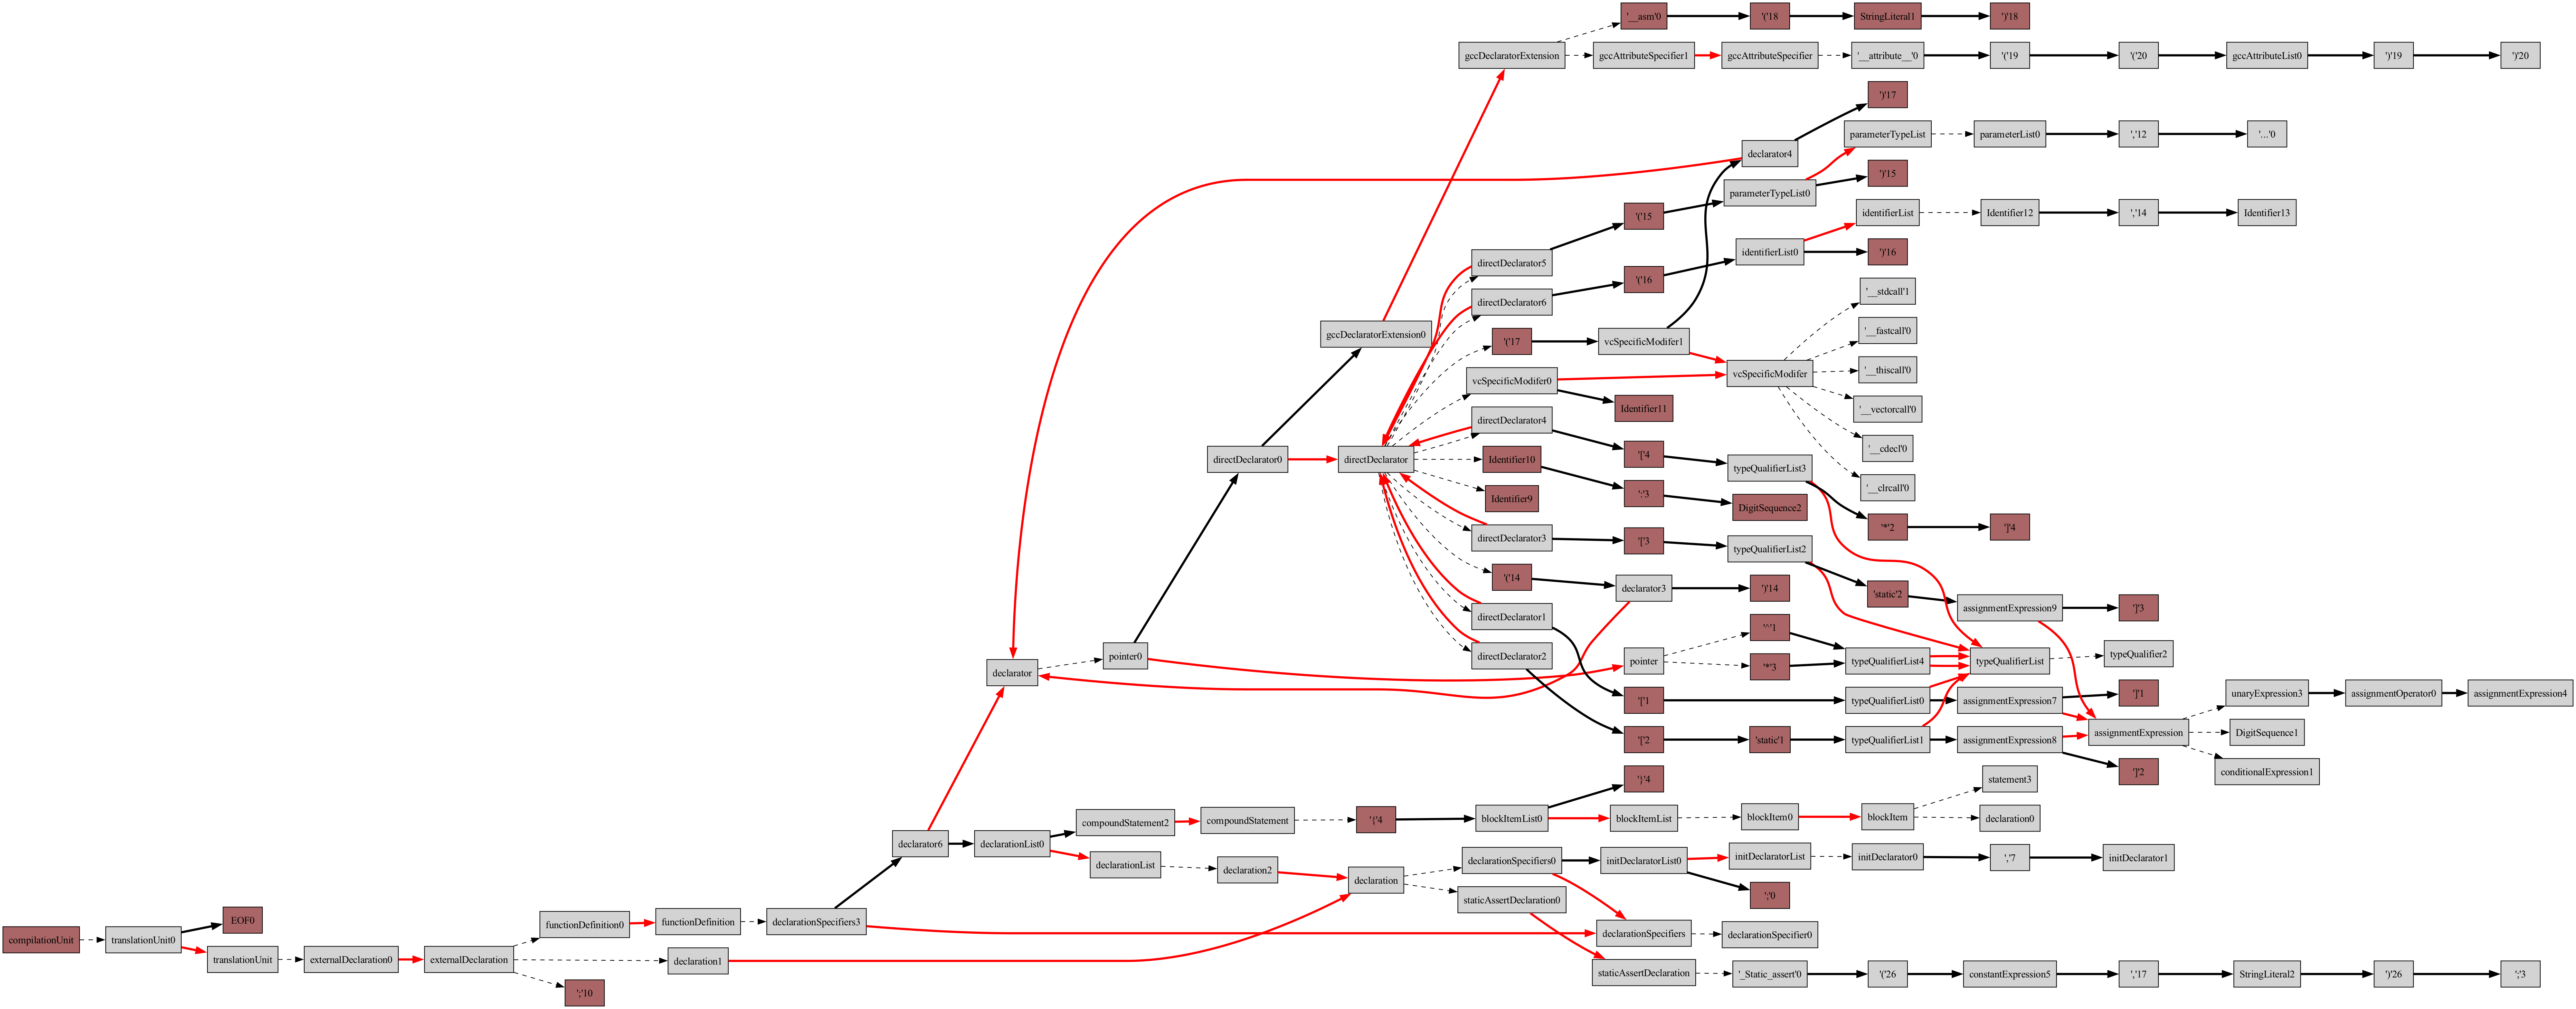 '__asm'0
'('18
StringLiteral1
')'18
gccDeclaratorExtension
gccAttributeSpecifier1
gccAttributeSpecifier
'__attribute__'0
'('19
'('20
gccAttributeList0
')'19
')'20
')'17
parameterTypeList
parameterList0
','12
'...'0
declarator4
')'15
parameterTypeList0
'('15
identifierList
Identifier12
','14
Identifier13
identifierList0
')'16
directDeclarator5
'('16
'__stdcall'1
directDeclarator6
'__fastcall'0
gccDeclaratorExtension0
'('17
vcSpecificModifer1
vcSpecificModifer
'__thiscall'0
vcSpecificModifer0
Identifier11
'__vectorcall'0
directDeclarator4
'__cdecl'0
directDeclarator0
directDeclarator
Identifier10
'['4
typeQualifierList3
'__clrcall'0
Identifier9
':'3
DigitSequence2
'*'2
']'4
directDeclarator3
'['3
typeQualifierList2
'('14
declarator3
')'14
'static'2
assignmentExpression9
']'3
directDeclarator1
'^'1
directDeclarator2
pointer0
pointer
'*'3
typeQualifierList4
typeQualifierList
typeQualifier2
declarator
'['1
typeQualifierList0
assignmentExpression7
']'1
unaryExpression3
assignmentOperator0
assignmentExpression4
'['2
'static'1
typeQualifierList1
assignmentExpression8
assignmentExpression
DigitSequence1
']'2
conditionalExpression1
'}'4
statement3
compoundStatement2
compoundStatement
'{'4
blockItemList0
blockItemList
blockItem0
blockItem
declaration0
declarator6
declarationList0
declarationList
declarationSpecifiers0
initDeclaratorList0
initDeclaratorList
initDeclarator0
','7
initDeclarator1
declaration2
declaration
staticAssertDeclaration0
';'0
EOF0
functionDefinition0
functionDefinition
declarationSpecifiers3
declarationSpecifiers
declarationSpecifier0
compilationUnit
translationUnit0
translationUnit
externalDeclaration0
externalDeclaration
declaration1
staticAssertDeclaration
'_Static_assert'0
'('26
constantExpression5
','17
StringLiteral2
')'26
';'3
';'10